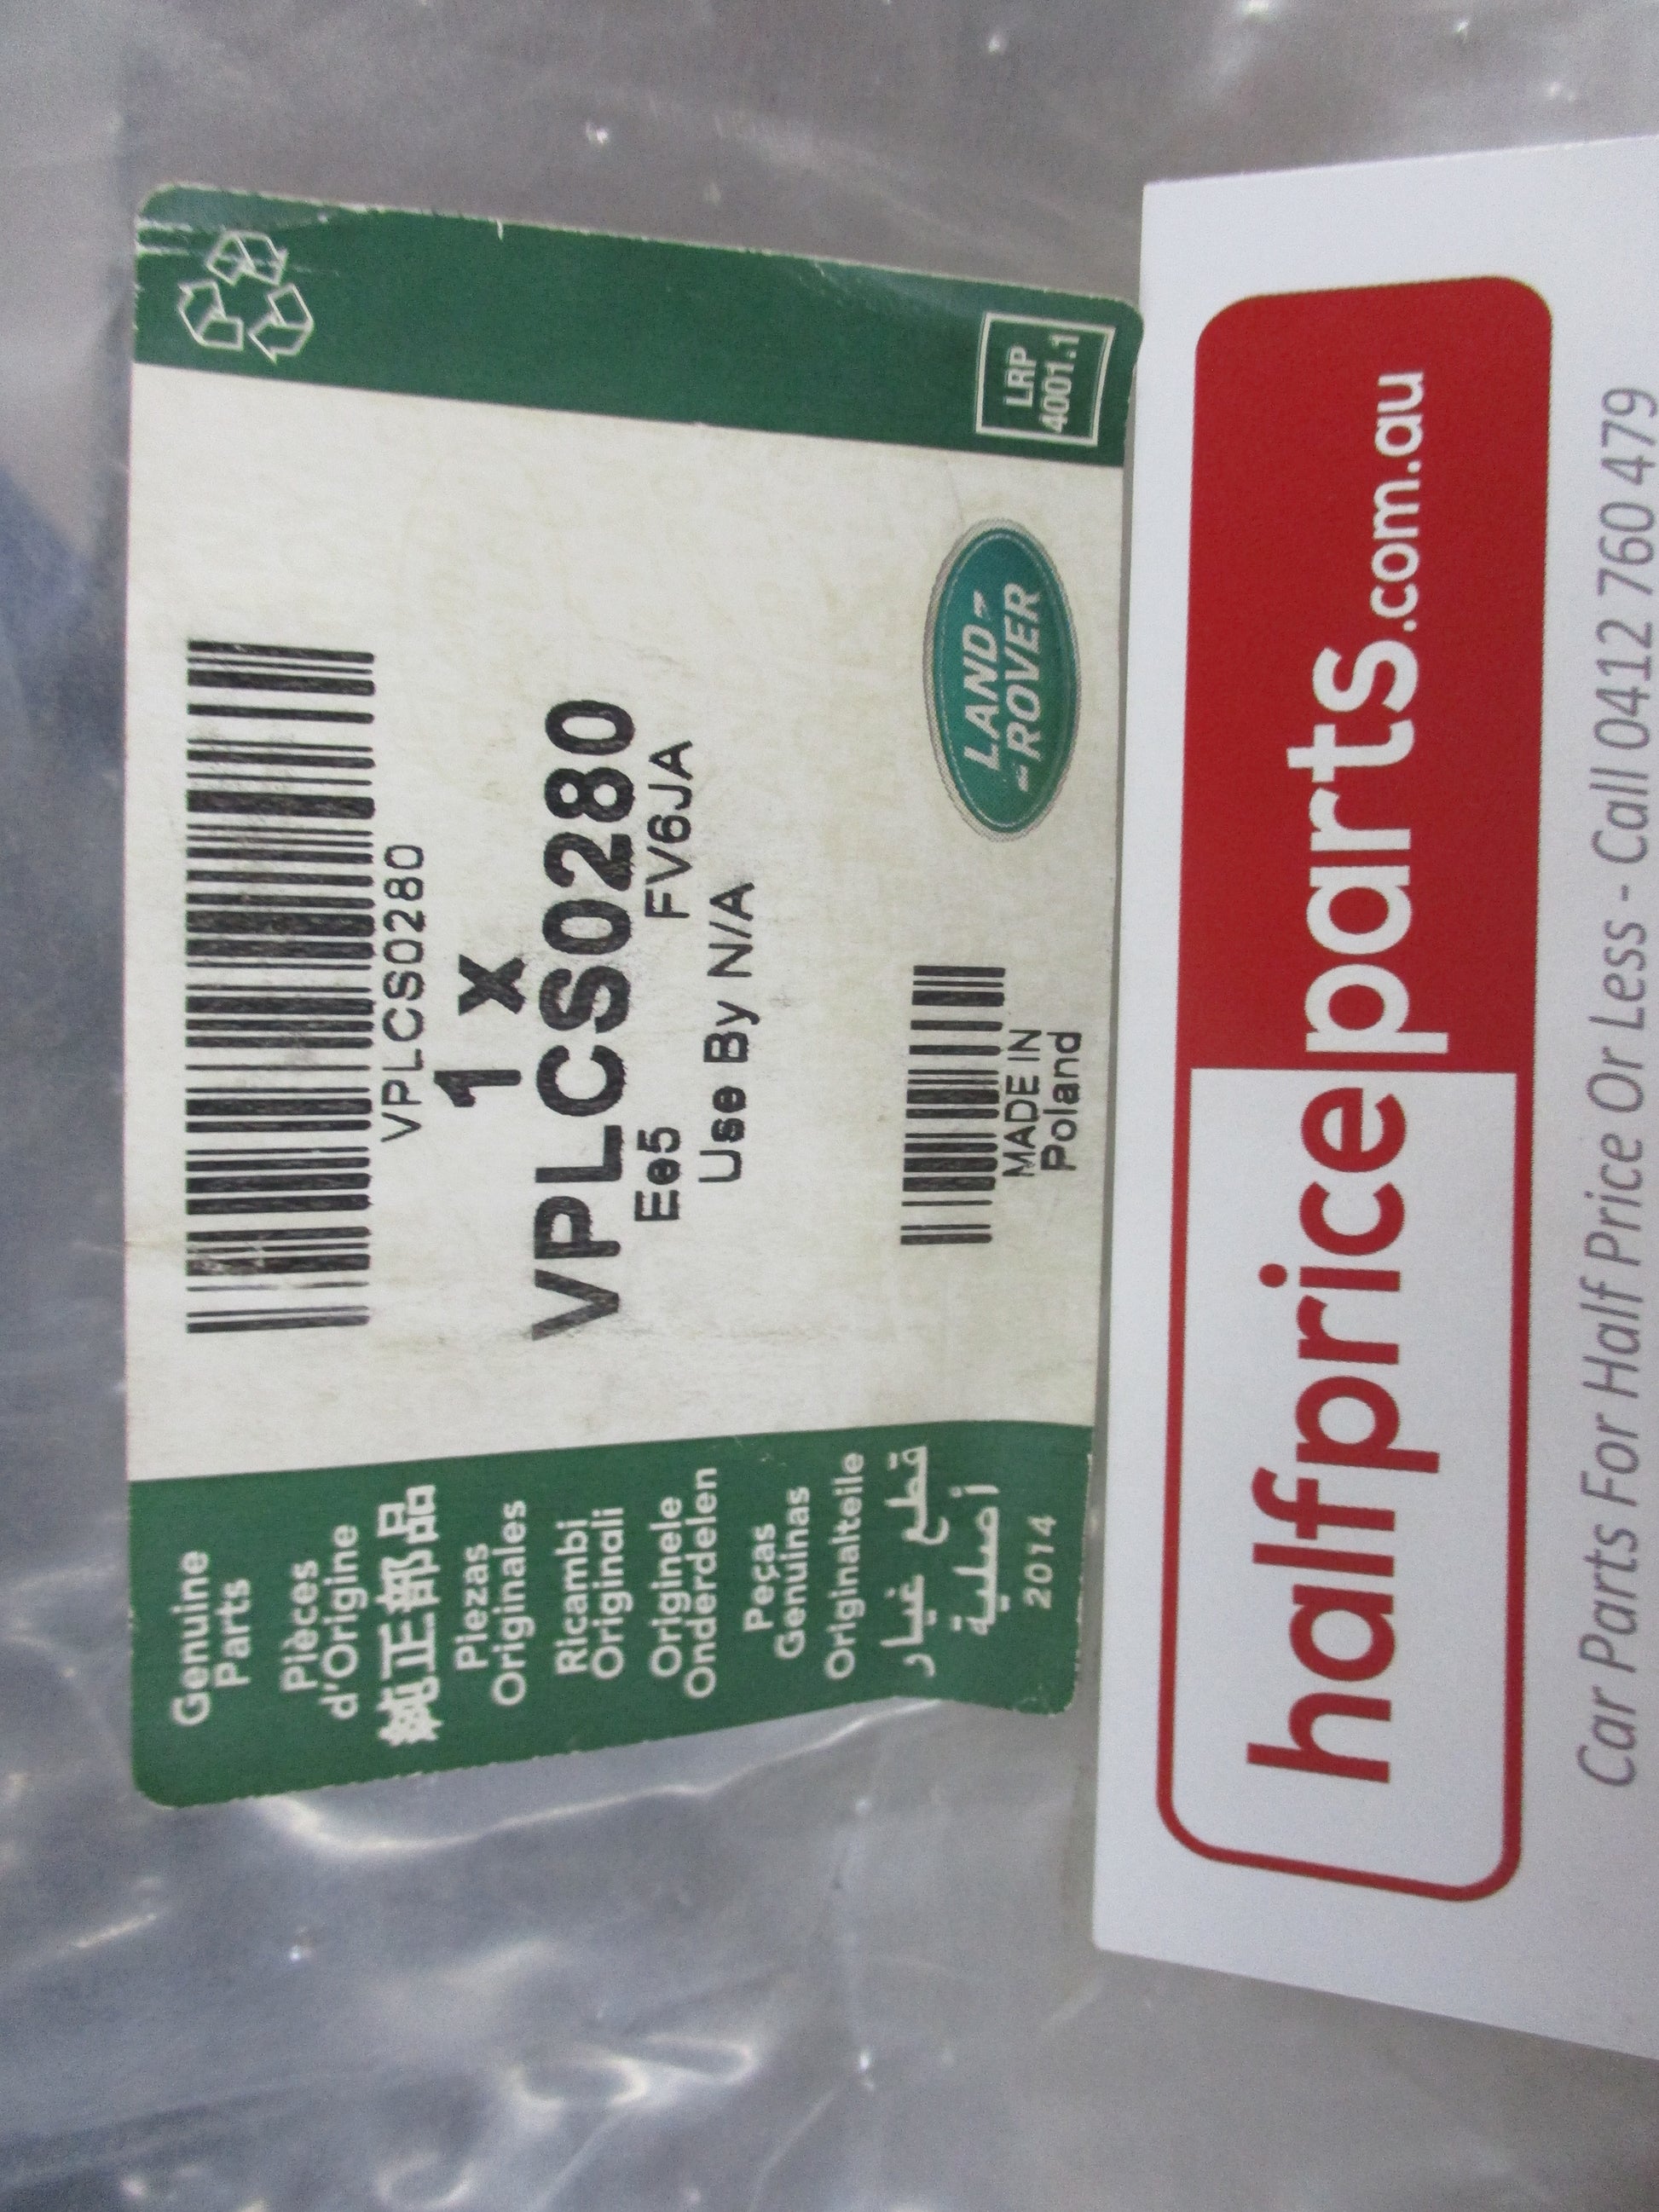 Genuine
Parts
Pièces
d'Origine
純正部品
Piezas
Originales
Ricambi
Originali
Originele
Onderdelen
Peças
Genuinas
Originalteile
قطع غيار
أصلية
2014
VPLCS0280
1 x
VPLCS0280
Ee5 FV6JA
Use By N/A
MADE IN
Poland
LAND
ROVER
LRP
4001.1
halfpriceparts.com.au
Car Parts For Half Price Or Less - Call 0412 760 479